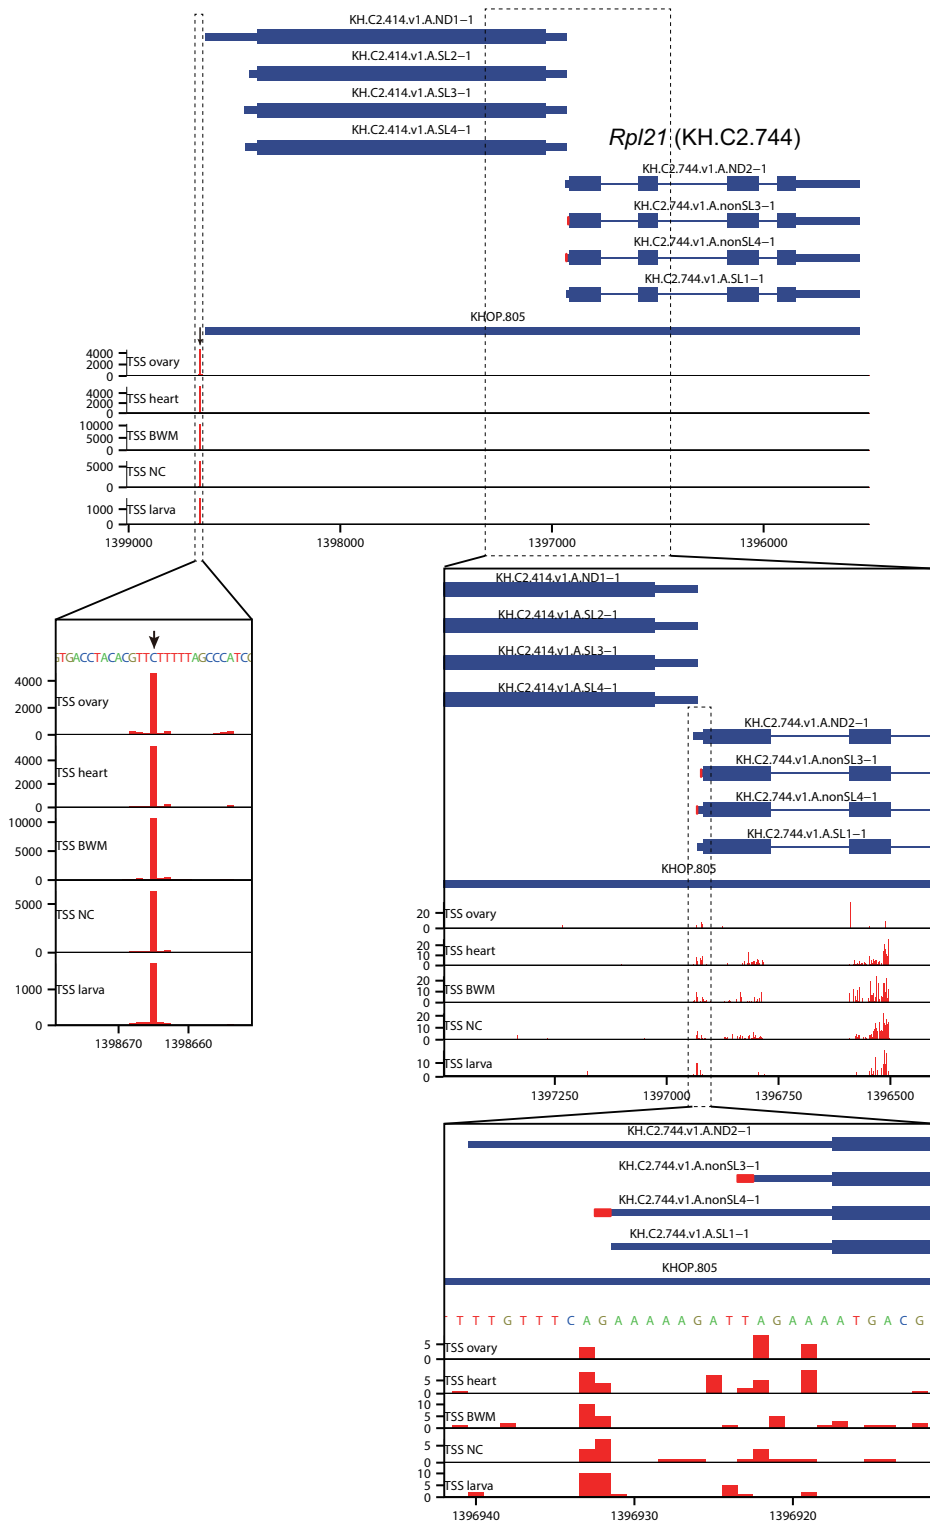 KH.C2.414.v1.A.ND1−1
KH.C2.414.v1.A.SL2−1
KH.C2.414.v1.A.SL3−1
KH.C2.414.v1.A.SL4−1
Rpl21 (KH.C2.744)
KH.C2.744.v1.A.ND2−1
KH.C2.744.v1.A.nonSL3−1
KH.C2.744.v1.A.nonSL4−1
KH.C2.744.v1.A.SL1−1
KHOP.805
4000
2000
0
TSS ovary
4000
2000
0
TSS heart
10000
5000
0
TSS BWM
5000
0
TSS NC
1000
0
TSS larva
1399000 1398000 1397000 1396000
GTGACCTACACGTTCTTTTTAGCCCATCG
4000
2000
0
TSS ovary
4000
2000
0
TSS heart
10000
5000
0
TSS BWM
5000
0
TSS NC
1000
0
TSS larva
1398670 1398660
KH.C2.414.v1.A.ND1−1
KH.C2.414.v1.A.SL2−1
KH.C2.414.v1.A.SL3−1
KH.C2.414.v1.A.SL4−1
KH.C2.744.v1.A.ND2−1
KH.C2.744.v1.A.nonSL3−1
KH.C2.744.v1.A.nonSL4−1
KH.C2.744.v1.A.SL1−1
KHOP.805
20
0
TSS ovary
20
10
0
TSS heart
20
10
0
TSS BWM
20
10
0
TSS NC
10
0
TSS larva
1397250 1397000 1396750 1396500
KH.C2.744.v1.A.ND2−1
KH.C2.744.v1.A.nonSL3−1
KH.C2.744.v1.A.nonSL4−1
KH.C2.744.v1.A.SL1−1
KHOP.805
T T T G T T T C A G A A A A A G A T T A G A A A A T G A C G
5
0
TSS ovary
5
0
TSS heart
10
5
0
TSS BWM
5
0
TSS NC
10
5
0
TSS larva
1396940 1396930 1396920